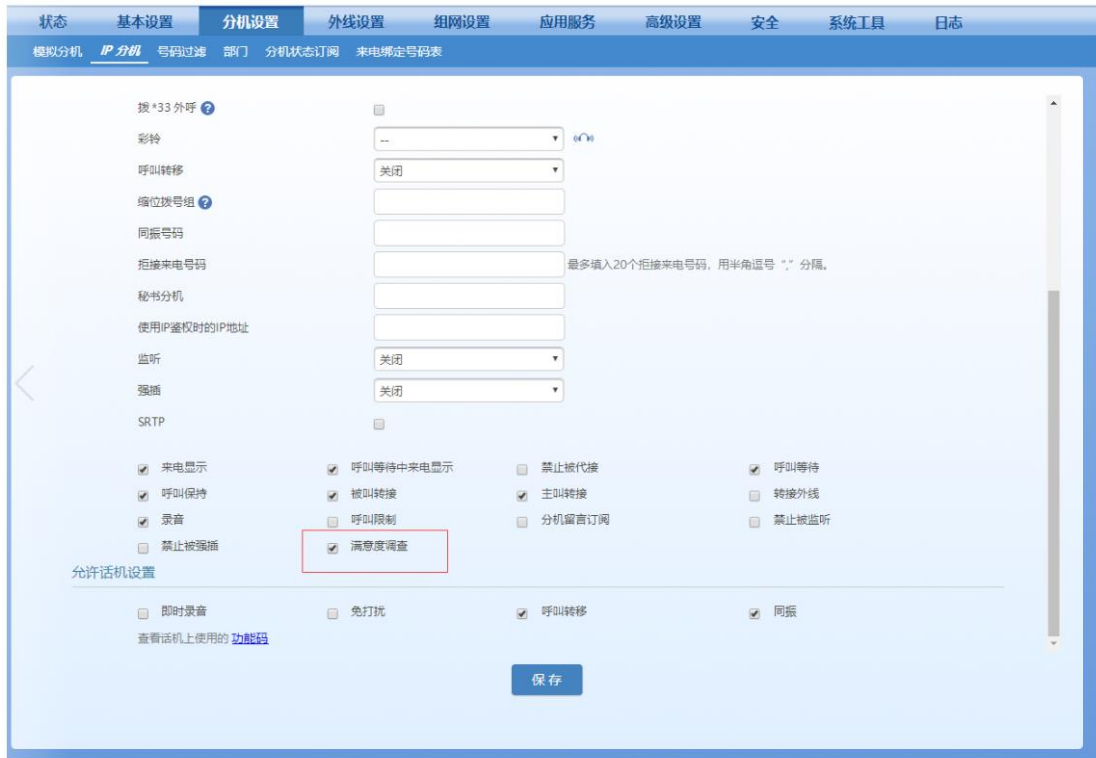 状态 基本设置 分机设置 外线设置 组网设置 应用服务 高级设置 安全 系统工具 日志
模拟分机 IP 分机 号码过滤 部门 分机状态订阅 来电绑定号码表
拨*33外呼 ?
彩铃 --
呼叫转移 关闭
缩位拨号组 ?
同振号码
拒接来电号码 最多填入20个拒接来电号码，用半角逗号 “,” 分隔。
秘书分机
使用IP鉴权时的IP地址
监听 关闭
强插 关闭
SRTP
来电显示 呼叫等待中来电显示 禁止被代接 呼叫等待
呼叫保持 被叫转接 主叫转接 转接外线
录音 呼叫限制 分机留言订阅 禁止被监听
禁止被强插 满意度调查
允许话机设置
即时录音 免打扰 呼叫转移 同振
查看话机上使用的 功能码
保存